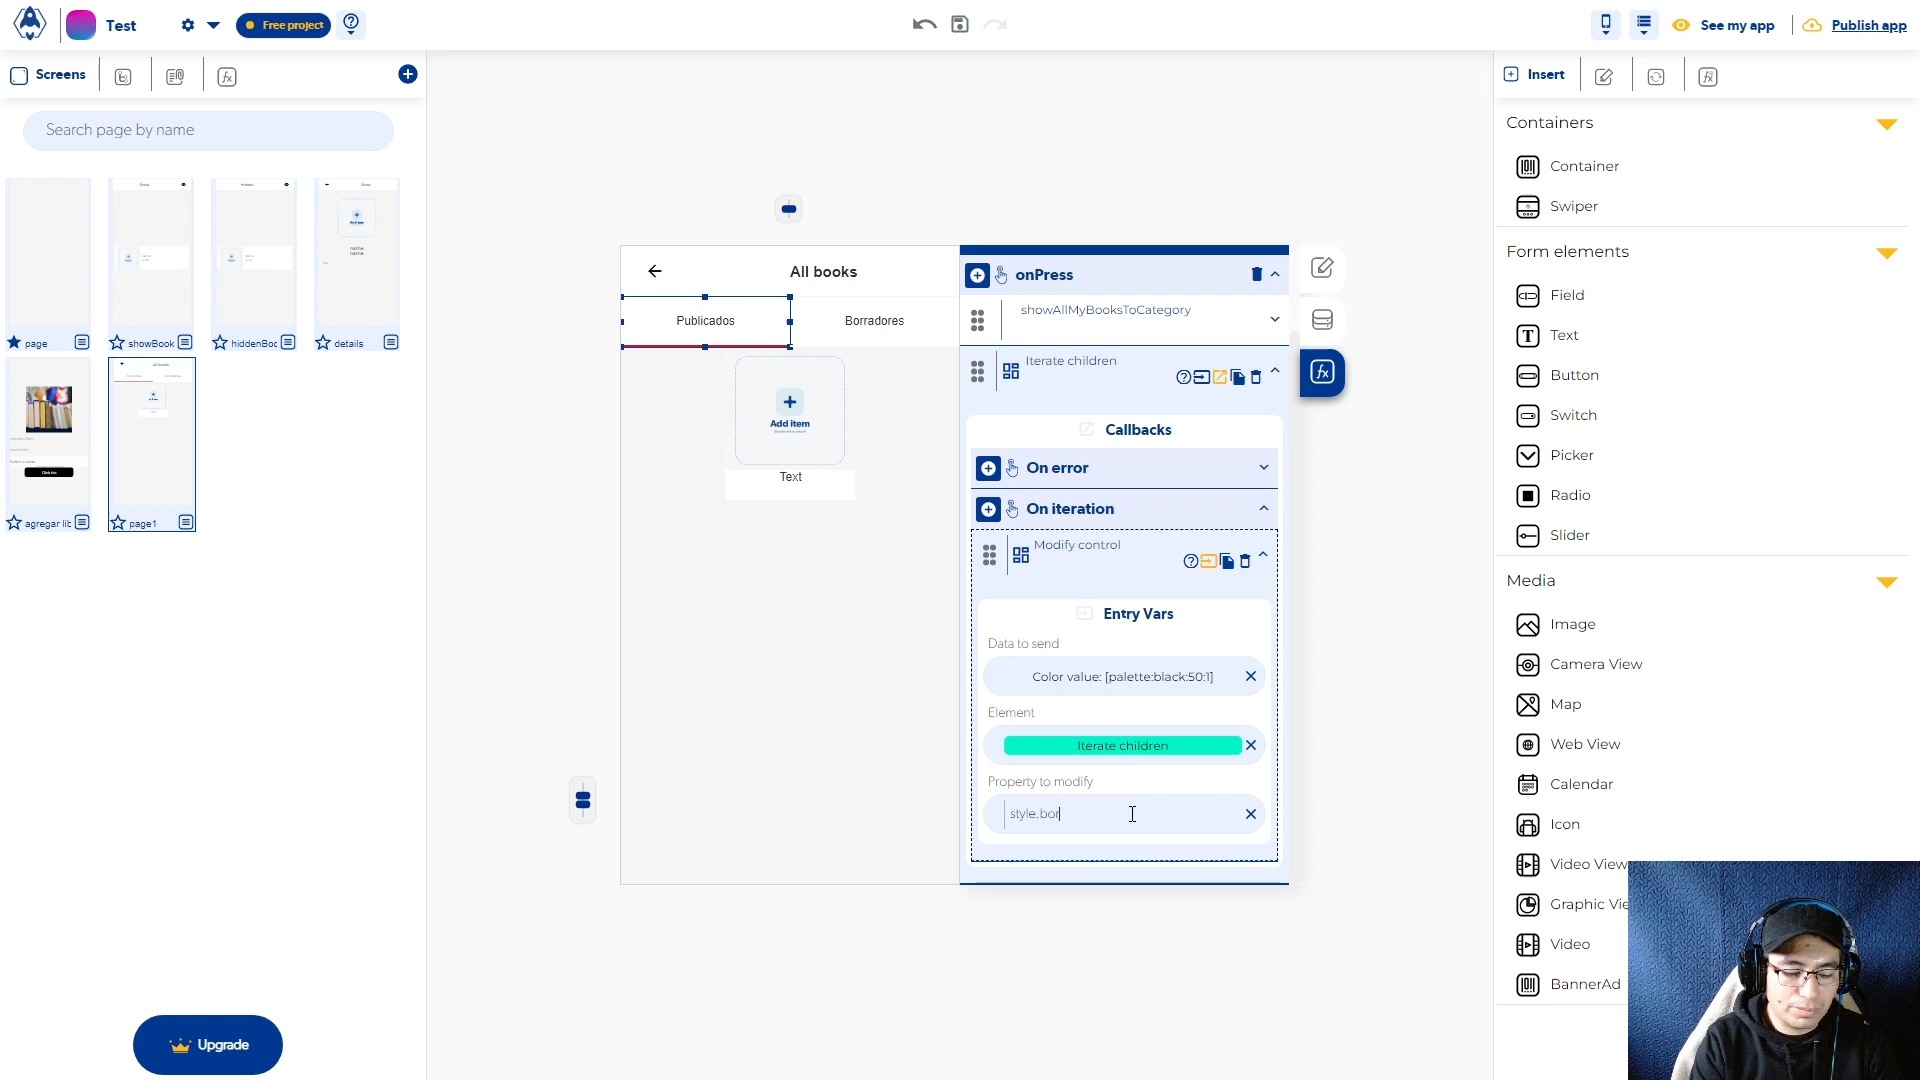 Test
Free project
See my app
Publish app
Screens
Insert
Search page by name
page
showBook
hiddenBoc
details
agregar lib
page1
Upgrade
All books
Publicados
Borradores
Add item
Text
onPress
showAllMyBooksToCategory
Iterate children
Callbacks
On error
On iteration
Modify control
Entry Vars
Data to send
Color value: [palette:black:50:1]
Element
Iterate children
Property to modify
style.bor
fx
Containers
Container
Swiper
Form elements
Field
Text
Button
Switch
Picker
Radio
Slider
Media
Image
Camera View
Map
Web View
Calendar
Icon
Video View
Graphic Vie
Video
BannerAd